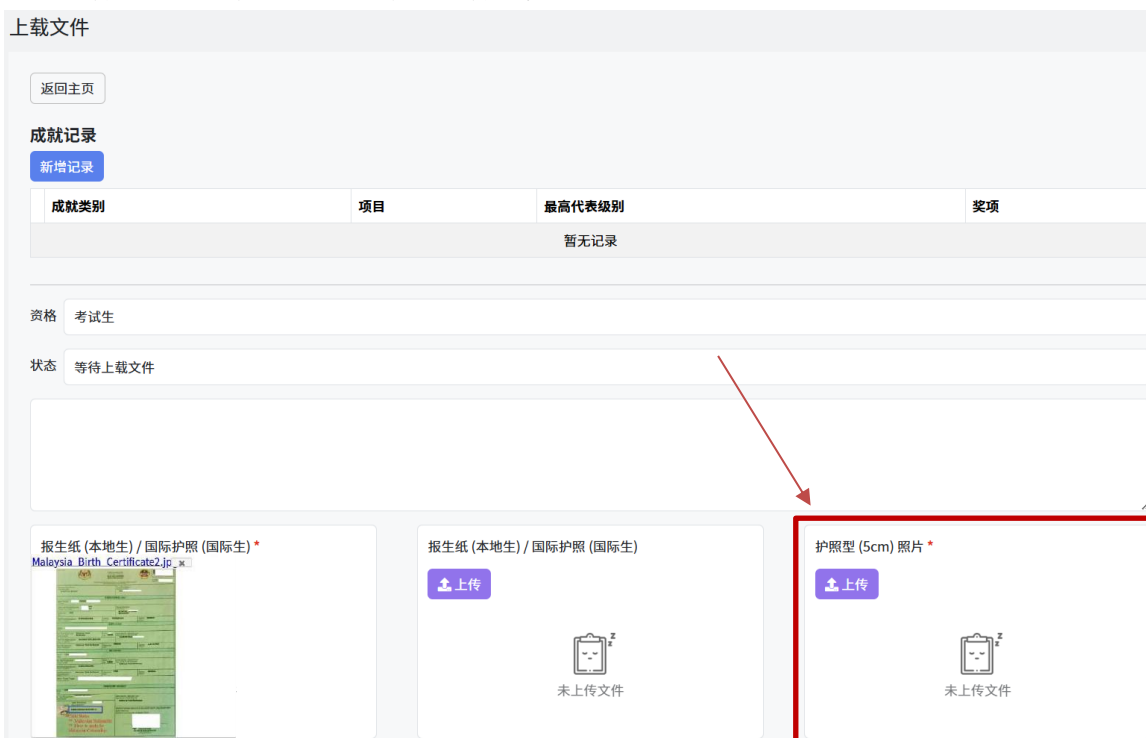 上载文件
返回主页
成就记录
新增记录
成就类别 项目 最高代表级别 奖项
暂无记录
资格 考试生
状态 等待上载文件
报生纸 (本地生) / 国际护照 (国际生) *
Malaysia_Birth_Certificate2.jp
报生纸 (本地生) / 国际护照 (国际生)
上传
未上传文件
护照型 (5cm) 照片 *
上传
未上传文件